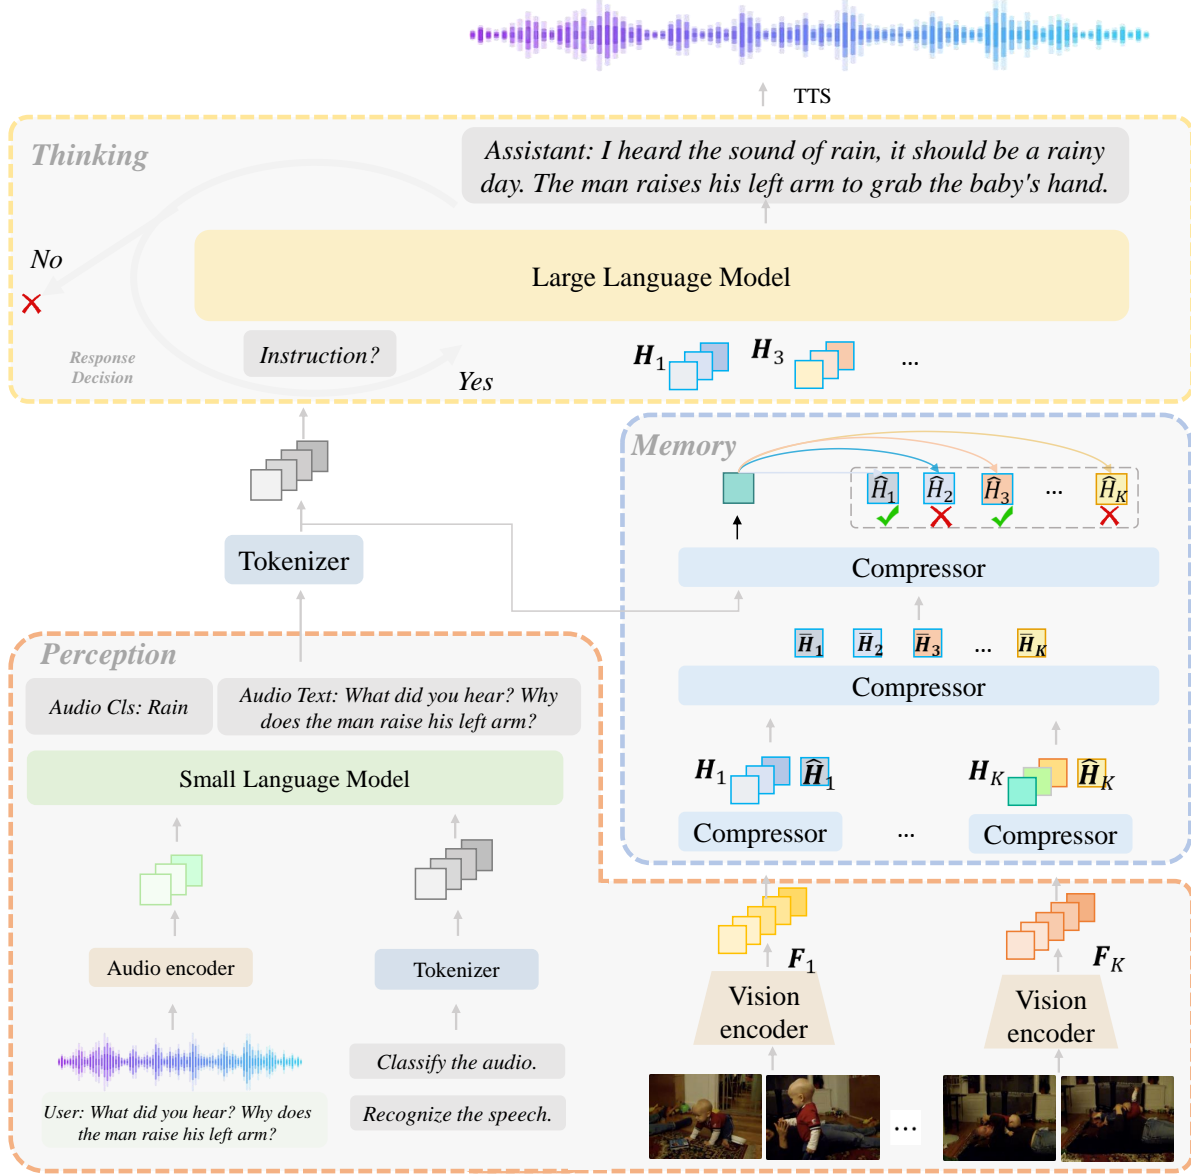 TTS
Thinking
Assistant: I heard the sound of rain, it should be a rainy
day. The man raises his left arm to grab the baby's hand.
No
Large Language Model
Response
Decision
Instruction?
Yes
H₁
H₃
...
Memory
Ĥ₁
Ĥ₂
Ĥ₃
...
Ĥ_K
Tokenizer
Compressor
H̄₁
H̄₂
H̄₃
...
H̄_K
Compressor
H₁
Ĥ₁
H_K
Ĥ_K
Compressor
...
Compressor
Perception
Audio Cls: Rain
Audio Text: What did you hear? Why
does the man raise his left arm?
Small Language Model
Audio encoder
Tokenizer
Classify the audio.
Recognize the speech.
User: What did you hear? Why does
the man raise his left arm?
F₁
F_K
Vision
encoder
Vision
encoder
...